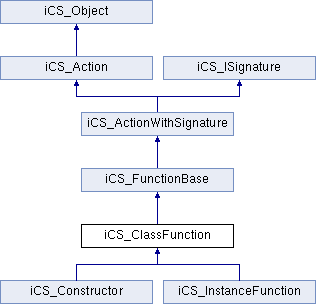 iCS_Object
iCS_Action
iCS_ISignature
iCS_ActionWithSignature
iCS_FunctionBase
iCS_ClassFunction
iCS_Constructor
iCS_InstanceFunction